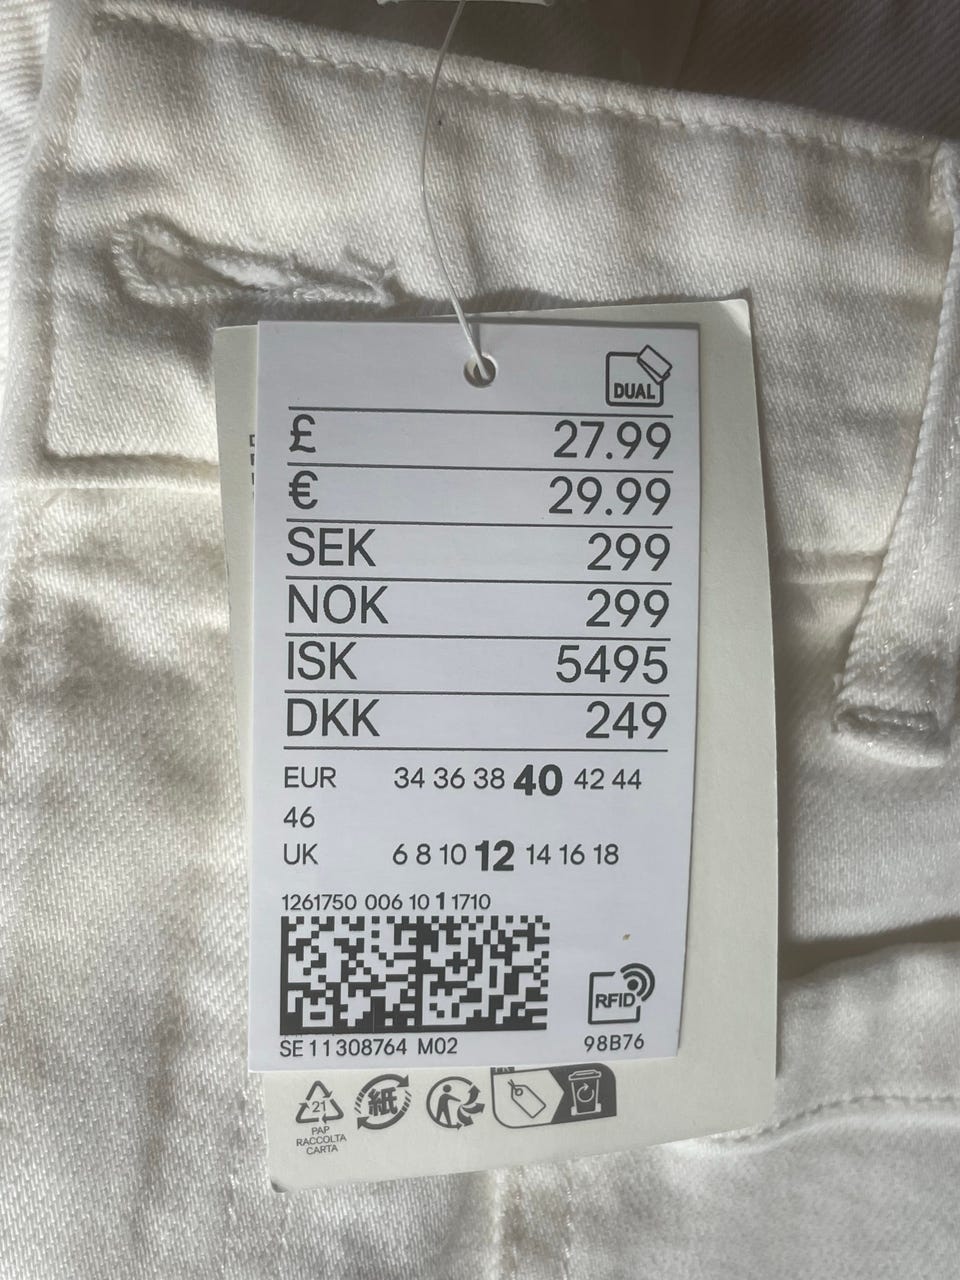 DUAL
£ 27.99
€ 29.99
SEK 299
NOK 299
ISK 5495
DKK 249
EUR 34 36 38 40 42 44
46
UK 6 8 10 12 14 16 18
1261750 006 10 1 1710
RFID
SE 11308764 M02 98B76
21
PAP
RACCOLTA
CARTA
紙
FR